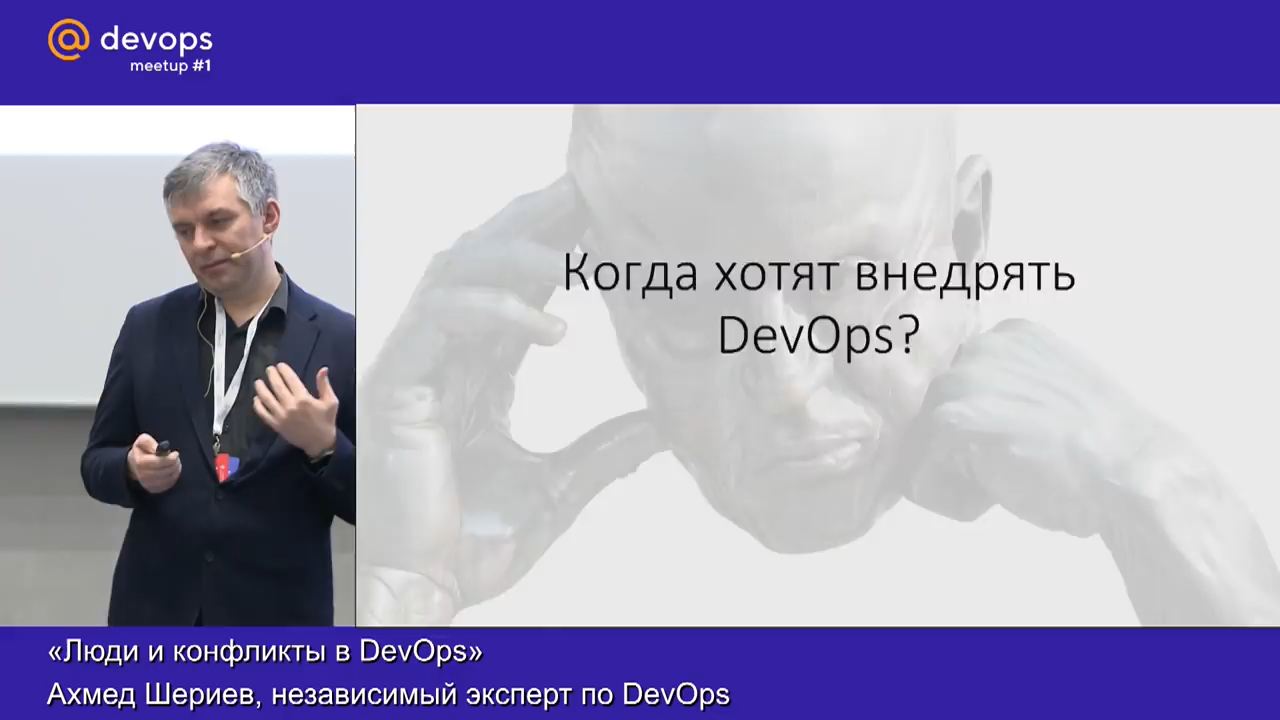 @ devops
meetup #1
Когда хотят внедрять
DevOps?
«Люди и конфликты в DevOps»
Ахмед Шериев, независимый эксперт по DevOps